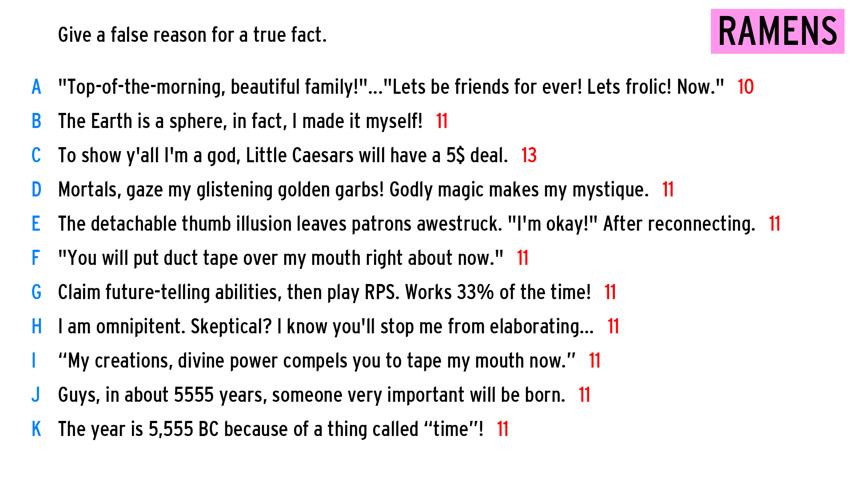 Give a false reason for a true fact.
RAMENS
A "Top-of-the-morning, beautiful family!"..."Lets be friends for ever! Lets frolic! Now." 10
B The Earth is a sphere, in fact, I made it myself! 11
C To show y'all I'm a god, Little Caesars will have a 5$ deal. 13
D Mortals, gaze my glistening golden garbs! Godly magic makes my mystique. 11
E The detachable thumb illusion leaves patrons awestruck. "I'm okay!" After reconnecting. 11
F "You will put duct tape over my mouth right about now." 11
G Claim future-telling abilities, then play RPS. Works 33% of the time! 11
H I am omnipitent. Skeptical? I know you'll stop me from elaborating... 11
I “My creations, divine power compels you to tape my mouth now.” 11
J Guys, in about 5555 years, someone very important will be born. 11
K The year is 5,555 BC because of a thing called “time”! 11